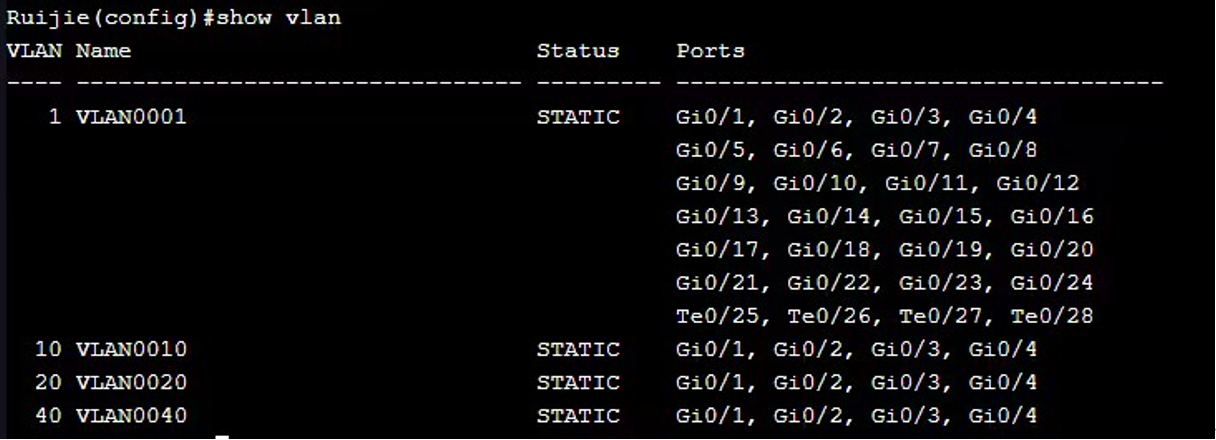 Ruijie(config)#show vlan
VLAN Name                             Status    Ports
---- -------------------------------- --------- -----------------------------------
   1 VLAN0001                         STATIC    Gi0/1, Gi0/2, Gi0/3, Gi0/4
                                                Gi0/5, Gi0/6, Gi0/7, Gi0/8
                                                Gi0/9, Gi0/10, Gi0/11, Gi0/12
                                                Gi0/13, Gi0/14, Gi0/15, Gi0/16
                                                Gi0/17, Gi0/18, Gi0/19, Gi0/20
                                                Gi0/21, Gi0/22, Gi0/23, Gi0/24
                                                Te0/25, Te0/26, Te0/27, Te0/28
  10 VLAN0010                         STATIC    Gi0/1, Gi0/2, Gi0/3, Gi0/4
  20 VLAN0020                         STATIC    Gi0/1, Gi0/2, Gi0/3, Gi0/4
  40 VLAN0040                         STATIC    Gi0/1, Gi0/2, Gi0/3, Gi0/4